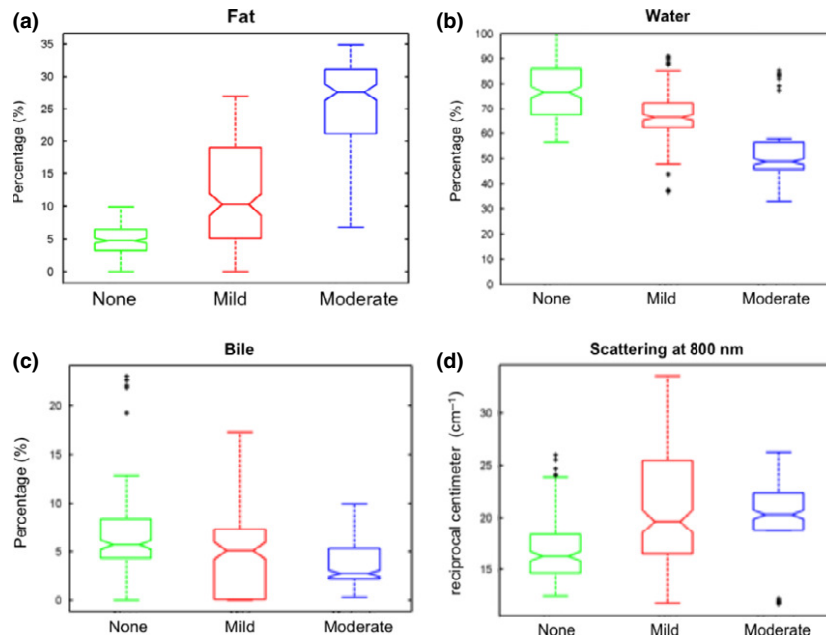 (a)
Fat
Percentage (%)
35
30
25
20
15
10
5
0
None Mild Moderate
(b)
Water
Percentage (%)
100
90
80
70
60
50
40
30
20
10
0
None Mild Moderate
(c)
Bile
Percentage (%)
20
15
10
5
0
None Mild Moderate
(d)
Scattering at 800 nm
reciprocal centimeter (cm⁻¹)
30
25
20
15
None Mild Moderate